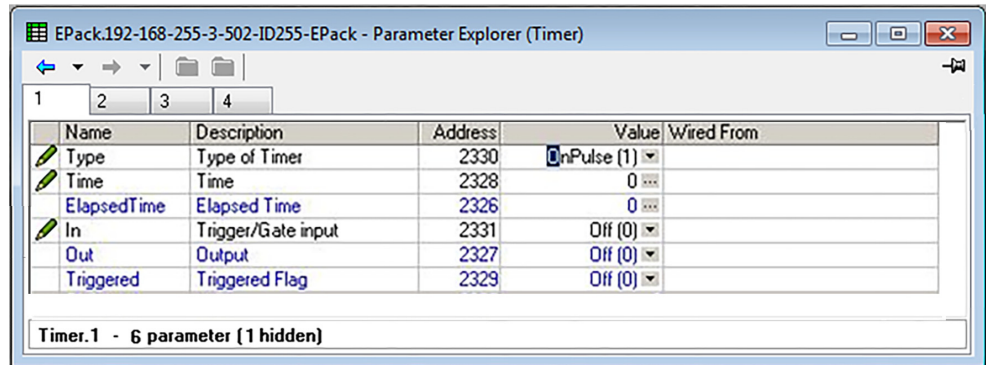 EPack.192-168-255-3-502-ID255-EPack - Parameter Explorer (Timer)
1 2 3 4
Name Description Address Value Wired From
Type Type of Timer 2330 OnPulse (1)
Time Time 2328 0 ...
ElapsedTime Elapsed Time 2326 0 ...
In Trigger/Gate input 2331 Off (0)
Out Output 2327 Off (0)
Triggered Triggered Flag 2329 Off (0)
Timer.1 - 6 parameter (1 hidden)